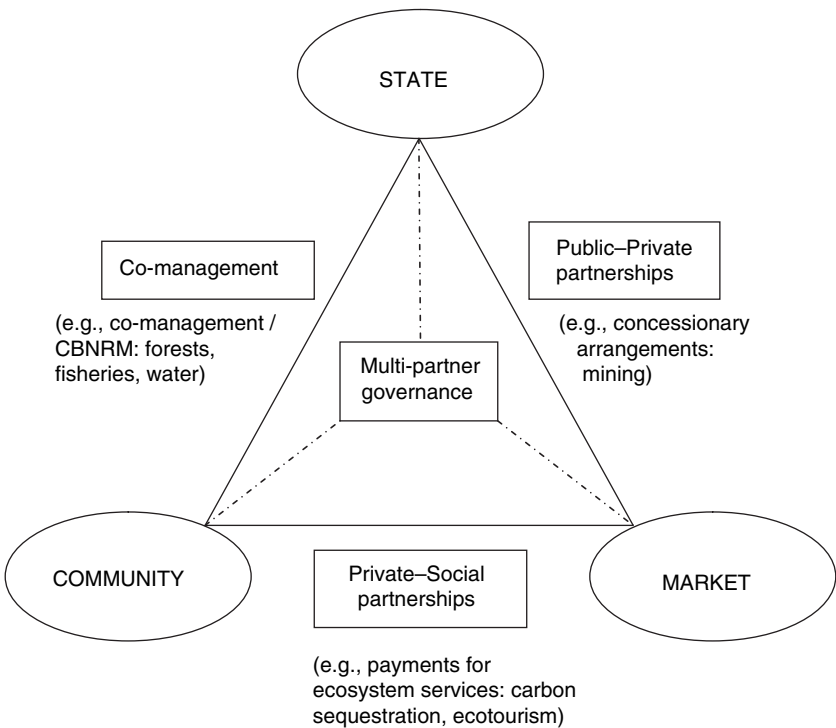 STATE
Co-management
(e.g., co-management /
CBNRM: forests,
fisheries, water)
Public–Private
partnerships
(e.g., concessionary
arrangements:
mining)
Multi-partner
governance
COMMUNITY
Private–Social
partnerships
(e.g., payments for
ecosystem services: carbon
sequestration, ecotourism)
MARKET